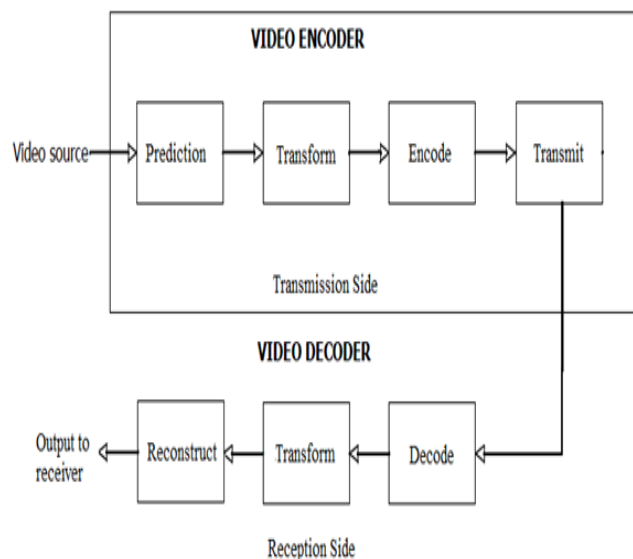 VIDEO ENCODER
Video source
Prediction
Transform
Encode
Transmit
Transmission Side
VIDEO DECODER
Output to
receiver
Reconstruct
Transform
Decode
Reception Side